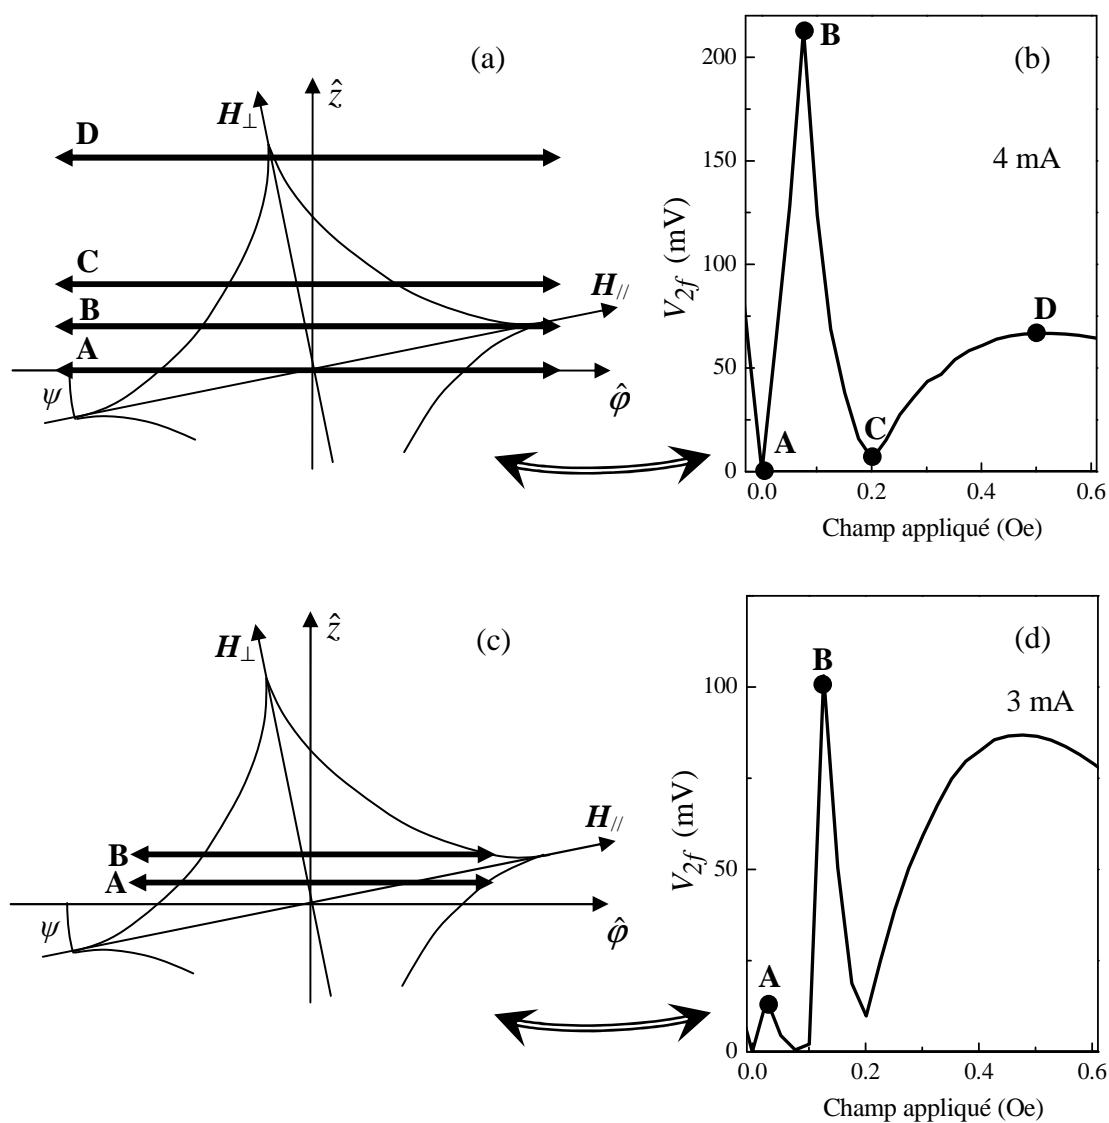 (a)
ẑ
H⊥
D
C
B
H//
A
ψ
φ̂
(b)
B
4 mA
D
C
A
200
150
100
50
0
V2f (mV)
0.0 0.2 0.4 0.6
Champ appliqué (Oe)
(c)
ẑ
H⊥
H//
B
A
ψ
φ̂
(d)
B
3 mA
A
100
50
0
V2f (mV)
0.0 0.2 0.4 0.6
Champ appliqué (Oe)